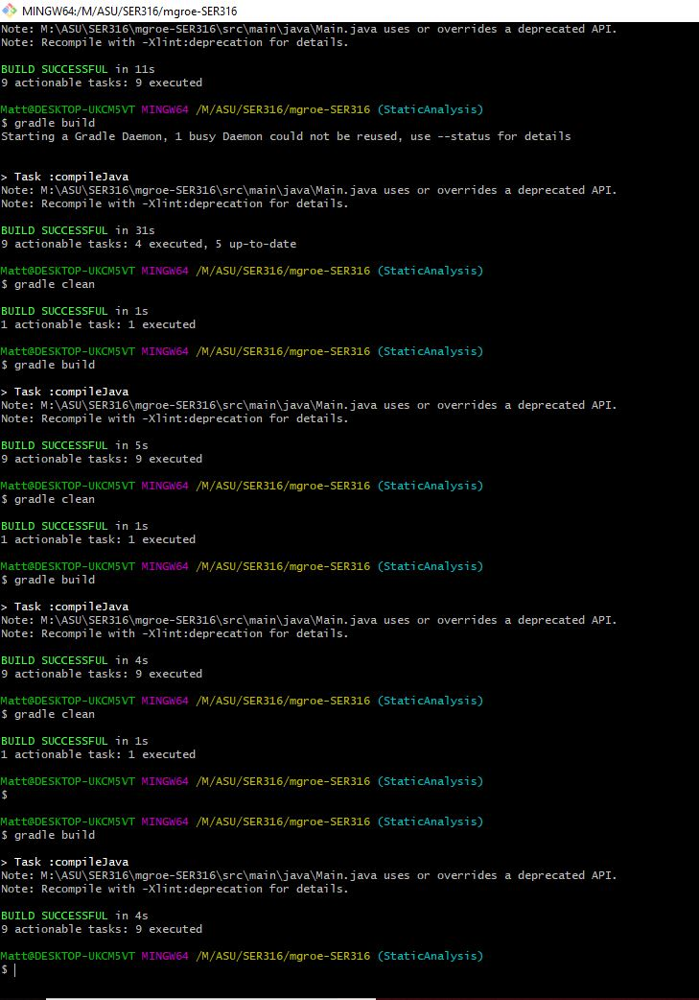 MINGW64:/M/ASU/SER316/mgroe-SER316
Note: M:\ASU\SER316\mgroe-SER316\src\main\java\Main.java uses or overrides a deprecated API.
Note: Recompile with -Xlint:deprecation for details.
BUILD SUCCESSFUL in 11s
9 actionable tasks: 9 executed
Matt@DESKTOP-UKCM5VT MINGW64 /M/ASU/SER316/mgroe-SER316 (StaticAnalysis)
$ gradle build
Starting a Gradle Daemon, 1 busy Daemon could not be reused, use --status for details
> Task :compileJava
Note: M:\ASU\SER316\mgroe-SER316\src\main\java\Main.java uses or overrides a deprecated API.
Note: Recompile with -Xlint:deprecation for details.
BUILD SUCCESSFUL in 31s
9 actionable tasks: 4 executed, 5 up-to-date
Matt@DESKTOP-UKCM5VT MINGW64 /M/ASU/SER316/mgroe-SER316 (StaticAnalysis)
$ gradle clean
BUILD SUCCESSFUL in 1s
1 actionable task: 1 executed
Matt@DESKTOP-UKCM5VT MINGW64 /M/ASU/SER316/mgroe-SER316 (StaticAnalysis)
$ gradle build
> Task :compileJava
Note: M:\ASU\SER316\mgroe-SER316\src\main\java\Main.java uses or overrides a deprecated API.
Note: Recompile with -Xlint:deprecation for details.
BUILD SUCCESSFUL in 5s
9 actionable tasks: 9 executed
Matt@DESKTOP-UKCM5VT MINGW64 /M/ASU/SER316/mgroe-SER316 (StaticAnalysis)
$ gradle clean
BUILD SUCCESSFUL in 1s
1 actionable task: 1 executed
Matt@DESKTOP-UKCM5VT MINGW64 /M/ASU/SER316/mgroe-SER316 (StaticAnalysis)
$ gradle build
> Task :compileJava
Note: M:\ASU\SER316\mgroe-SER316\src\main\java\Main.java uses or overrides a deprecated API.
Note: Recompile with -Xlint:deprecation for details.
BUILD SUCCESSFUL in 4s
9 actionable tasks: 9 executed
Matt@DESKTOP-UKCM5VT MINGW64 /M/ASU/SER316/mgroe-SER316 (StaticAnalysis)
$ gradle clean
BUILD SUCCESSFUL in 1s
1 actionable task: 1 executed
Matt@DESKTOP-UKCM5VT MINGW64 /M/ASU/SER316/mgroe-SER316 (StaticAnalysis)
$
Matt@DESKTOP-UKCM5VT MINGW64 /M/ASU/SER316/mgroe-SER316 (StaticAnalysis)
$ gradle build
> Task :compileJava
Note: M:\ASU\SER316\mgroe-SER316\src\main\java\Main.java uses or overrides a deprecated API.
Note: Recompile with -Xlint:deprecation for details.
BUILD SUCCESSFUL in 4s
9 actionable tasks: 9 executed
Matt@DESKTOP-UKCM5VT MINGW64 /M/ASU/SER316/mgroe-SER316 (StaticAnalysis)
$